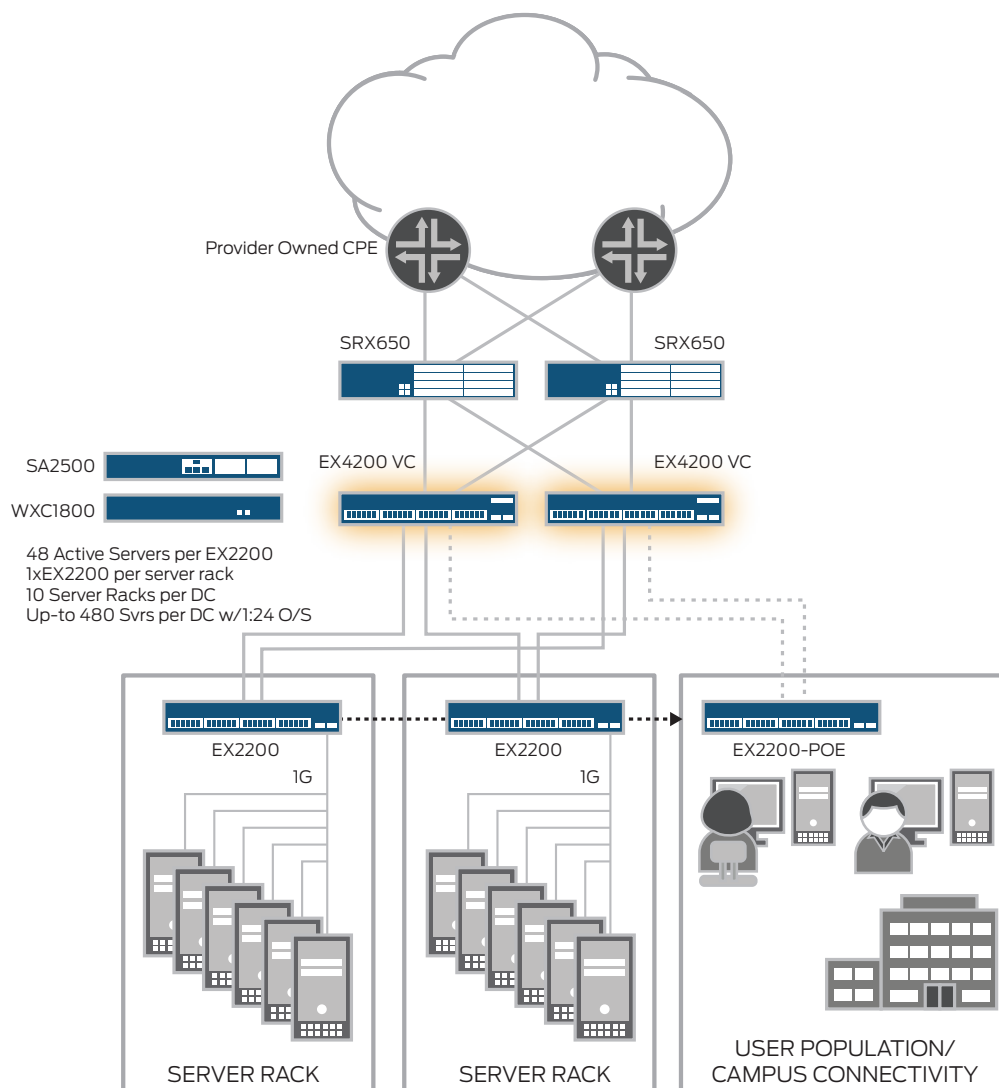 Provider Owned CPE
SRX650
SRX650
EX4200 VC
EX4200 VC
SA2500
WXC1800
48 Active Servers per EX2200
1xEX2200 per server rack
10 Server Racks per DC
Up-to 480 Svrs per DC w/1:24 O/S
EX2200
EX2200
EX2200-POE
1G
1G
SERVER RACK
SERVER RACK
USER POPULATION/
CAMPUS CONNECTIVITY